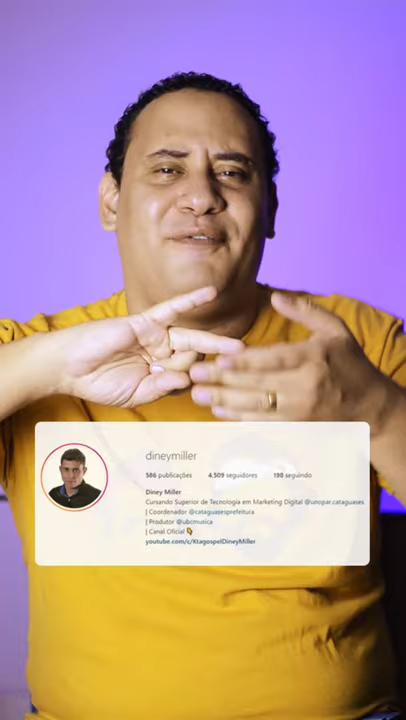 dineymiller
586 publicações 4.509 seguidores 198 seguindo
Diney Miller
Cursando Superior de Tecnologia em Marketing Digital @unopar.cataguases
| Coordenador @cataguasesprefeitura
| Produtor @ubcmusica
| Canal Oficial 👇
youtube.com/c/KtagospelDineyMiller